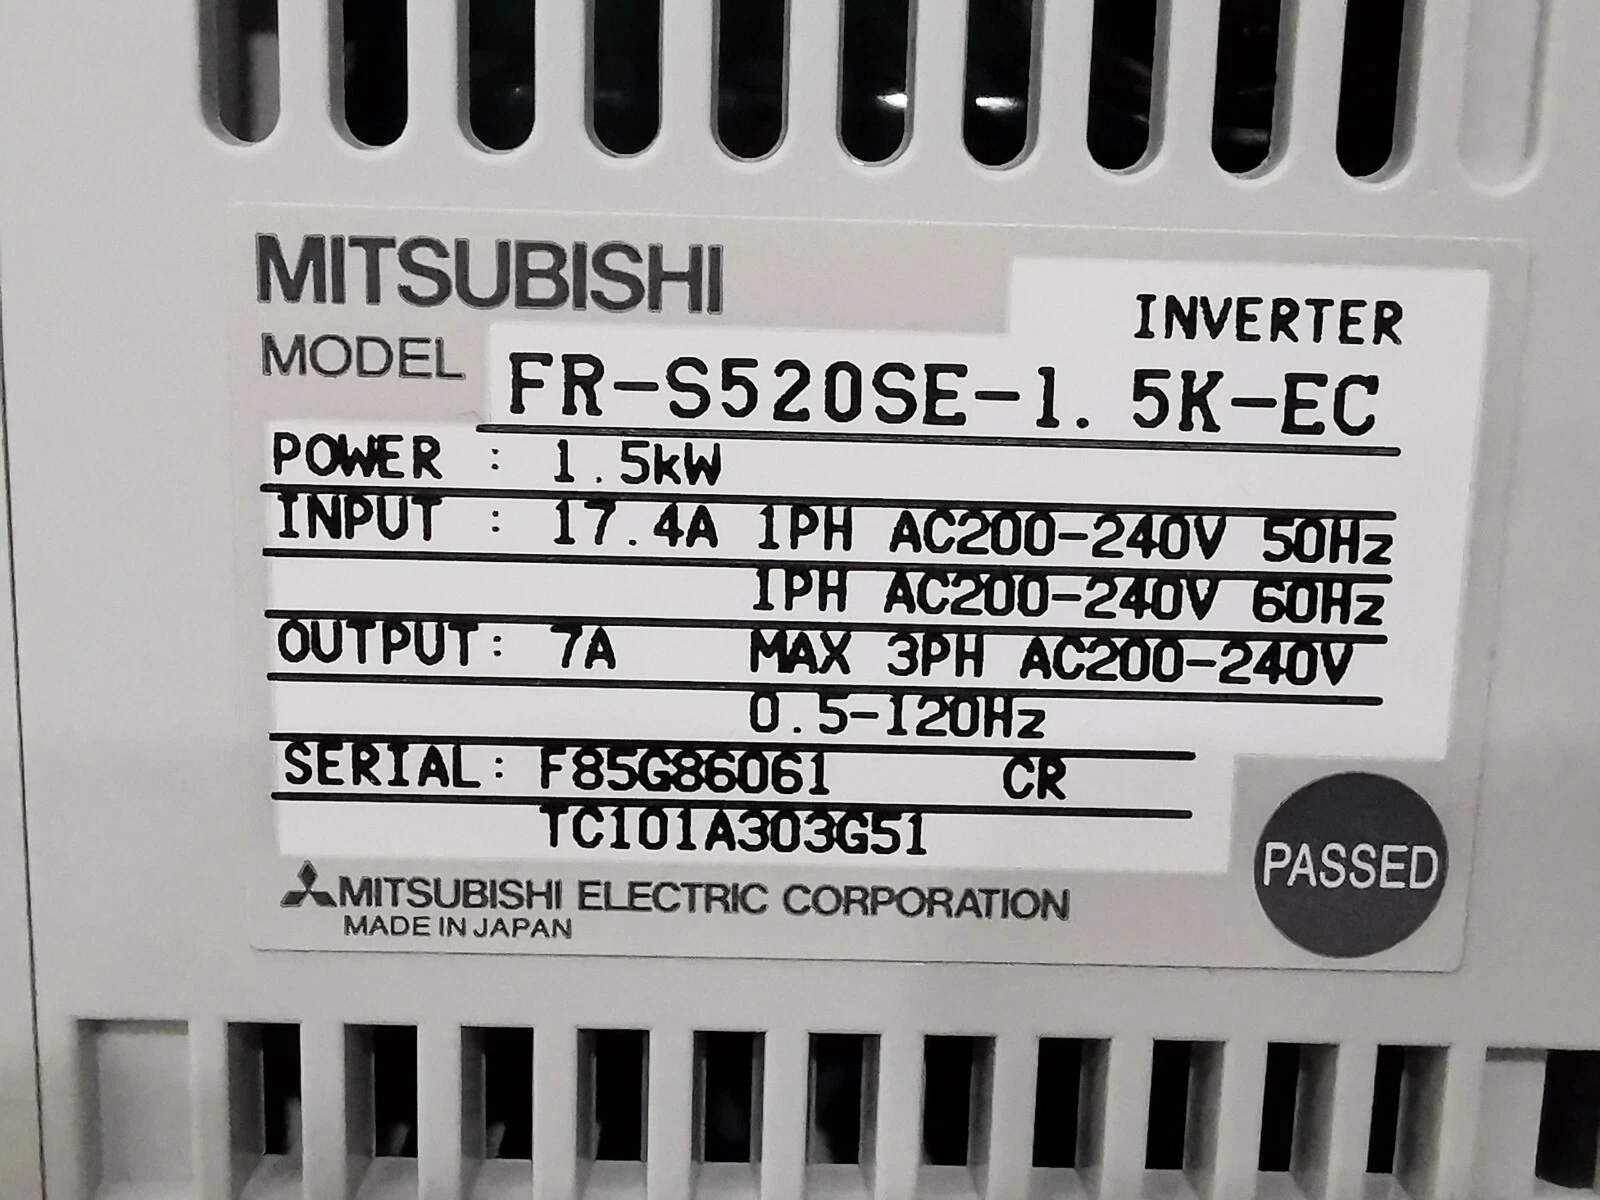 MITSUBISHI
INVERTER
MODEL FR-S520SE-1.5K-EC
POWER : 1.5kW
INPUT : 17.4A 1PH AC200-240V 50Hz
1PH AC200-240V 60Hz
OUTPUT: 7A MAX 3PH AC200-240V
0.5-120Hz
SERIAL: F85G86061 CR
TC101A303G51
PASSED
MITSUBISHI ELECTRIC CORPORATION
MADE IN JAPAN